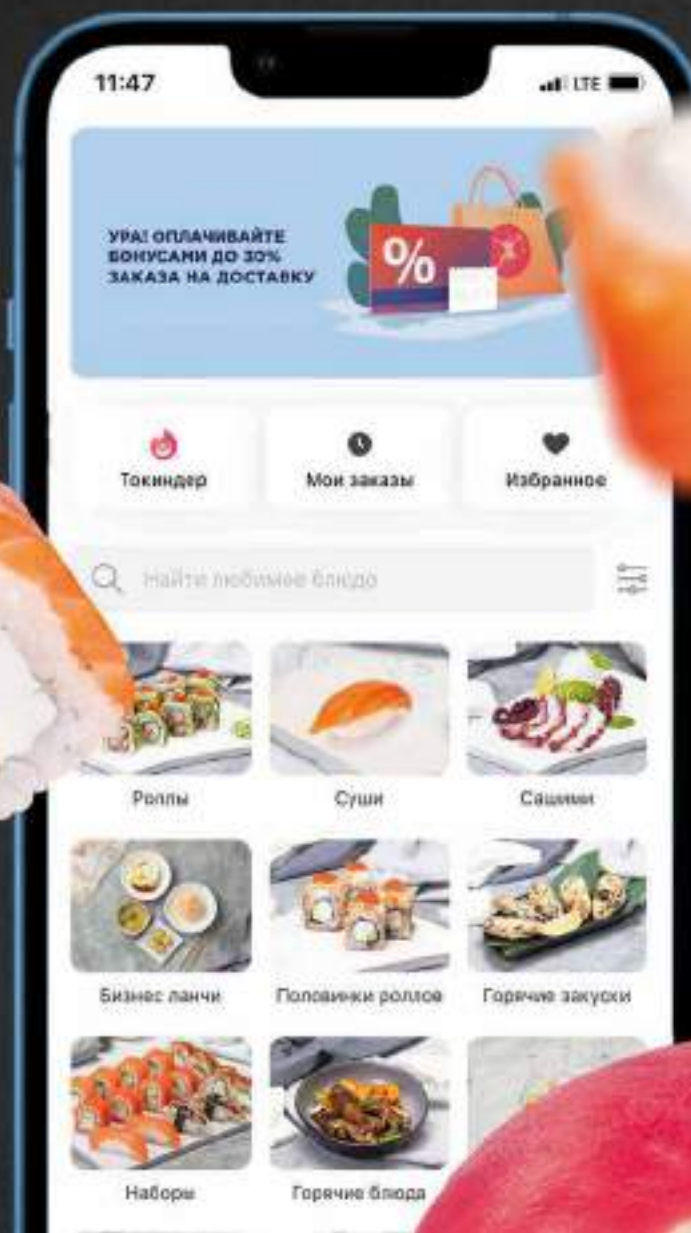 11:47
LTE
УРА! ОПЛАЧИВАЙТЕ
БОНУСАМИ ДО 30%
ЗАКАЗА НА ДОСТАВКУ
%
Токиндер
Мои заказы
Избранное
Найти любимое блюдо
Роллы
Суши
Сашими
Бизнес ланчи
Половинки роллов
Горячие закуски
Наборы
Горячие блюда